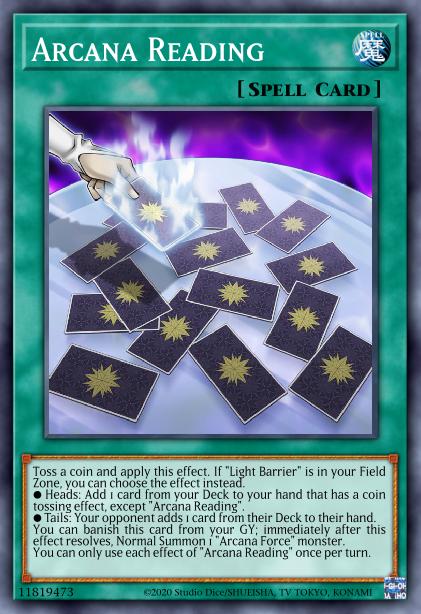 Arcana Reading
SPELL
魔
[Spell Card]
Toss a coin and apply this effect. If "Light Barrier" is in your Field
Zone, you can choose the effect instead.
● Heads: Add 1 card from your Deck to your hand that has a coin
tossing effect, except "Arcana Reading".
● Tails: Your opponent adds 1 card from their Deck to their hand.
You can banish this card from your GY; immediately after this
effect resolves, Normal Summon 1 "Arcana Force" monster.
You can only use each effect of "Arcana Reading" once per turn.
11819473 ©2020 Studio Dice/SHUEISHA, TV TOKYO, KONAMI